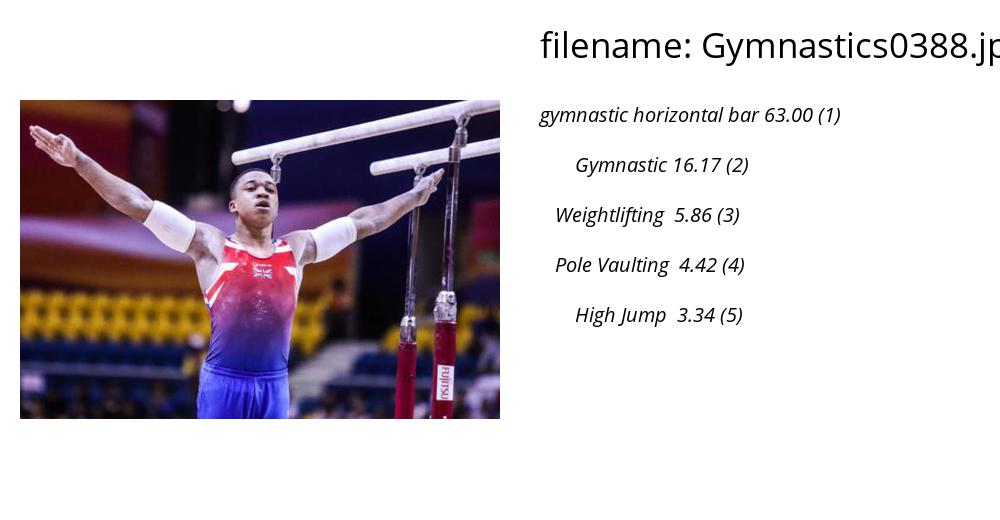 filename: Gymnastics0388.jp
gymnastic horizontal bar 63.00 (1)
Gymnastic 16.17 (2)
Weightlifting 5.86 (3)
Pole Vaulting 4.42 (4)
High Jump 3.34 (5)
FUJITSU